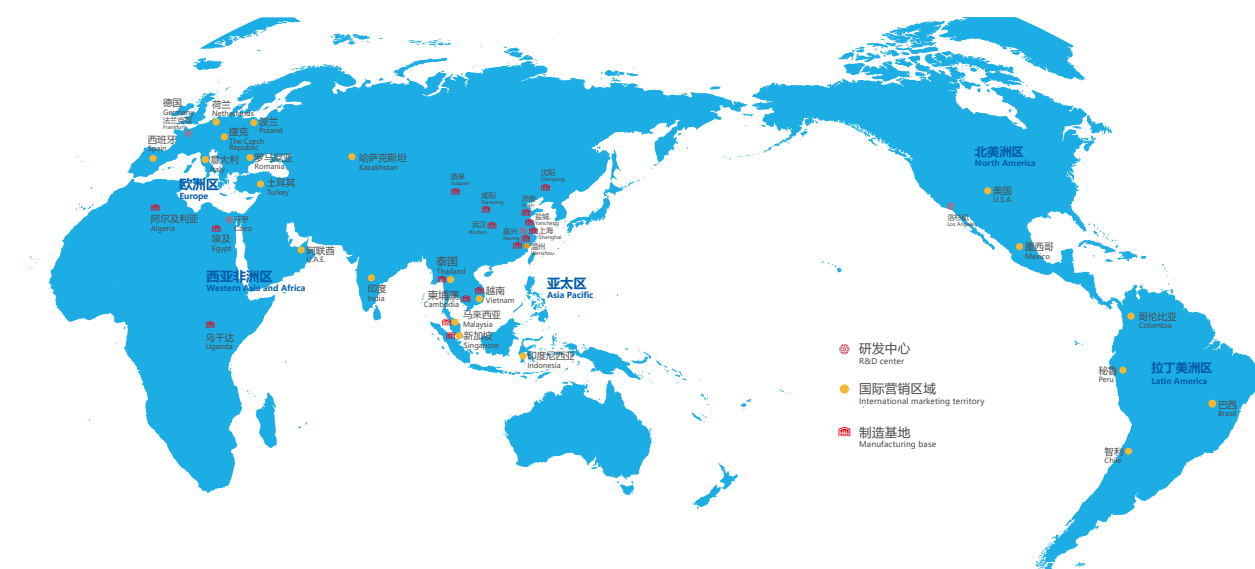 德国
Germany
法兰克福
Frankfurt
荷兰
Netherlands
波兰
Poland
捷克
The Czech
Republic
西班牙
Spain
意大利
Italy
罗马尼亚
Romania
哈萨克斯坦
Kazakhstan
欧洲区
Europe
土耳其
Turkey
阿尔及利亚
Algeria
开罗
Cairo
埃及
Egypt
阿联酋
U.A.E.
西亚非洲区
Western Asia and Africa
乌干达
Uganda
酒泉
Jiuquan
沈阳
Shenyang
咸阳
Xianyang
济南
Jinan
盐城
Yancheng
武汉
Wuhan
嘉兴
Jiaxing
上海
Shanghai
温州
Wenzhou
泰国
Thailand
印度
India
柬埔寨
Cambodia
越南
Vietnam
亚太区
Asia Pacific
马来西亚
Malaysia
新加坡
Singapore
印度尼西亚
Indonesia
北美洲区
North America
美国
U.S.A.
洛杉矶
Los Angeles
墨西哥
Mexico
哥伦比亚
Colombia
秘鲁
Peru
拉丁美洲区
Latin America
巴西
Brazil
智利
Chile
研发中心
R&D center
国际营销区域
International marketing territory
制造基地
Manufacturing base